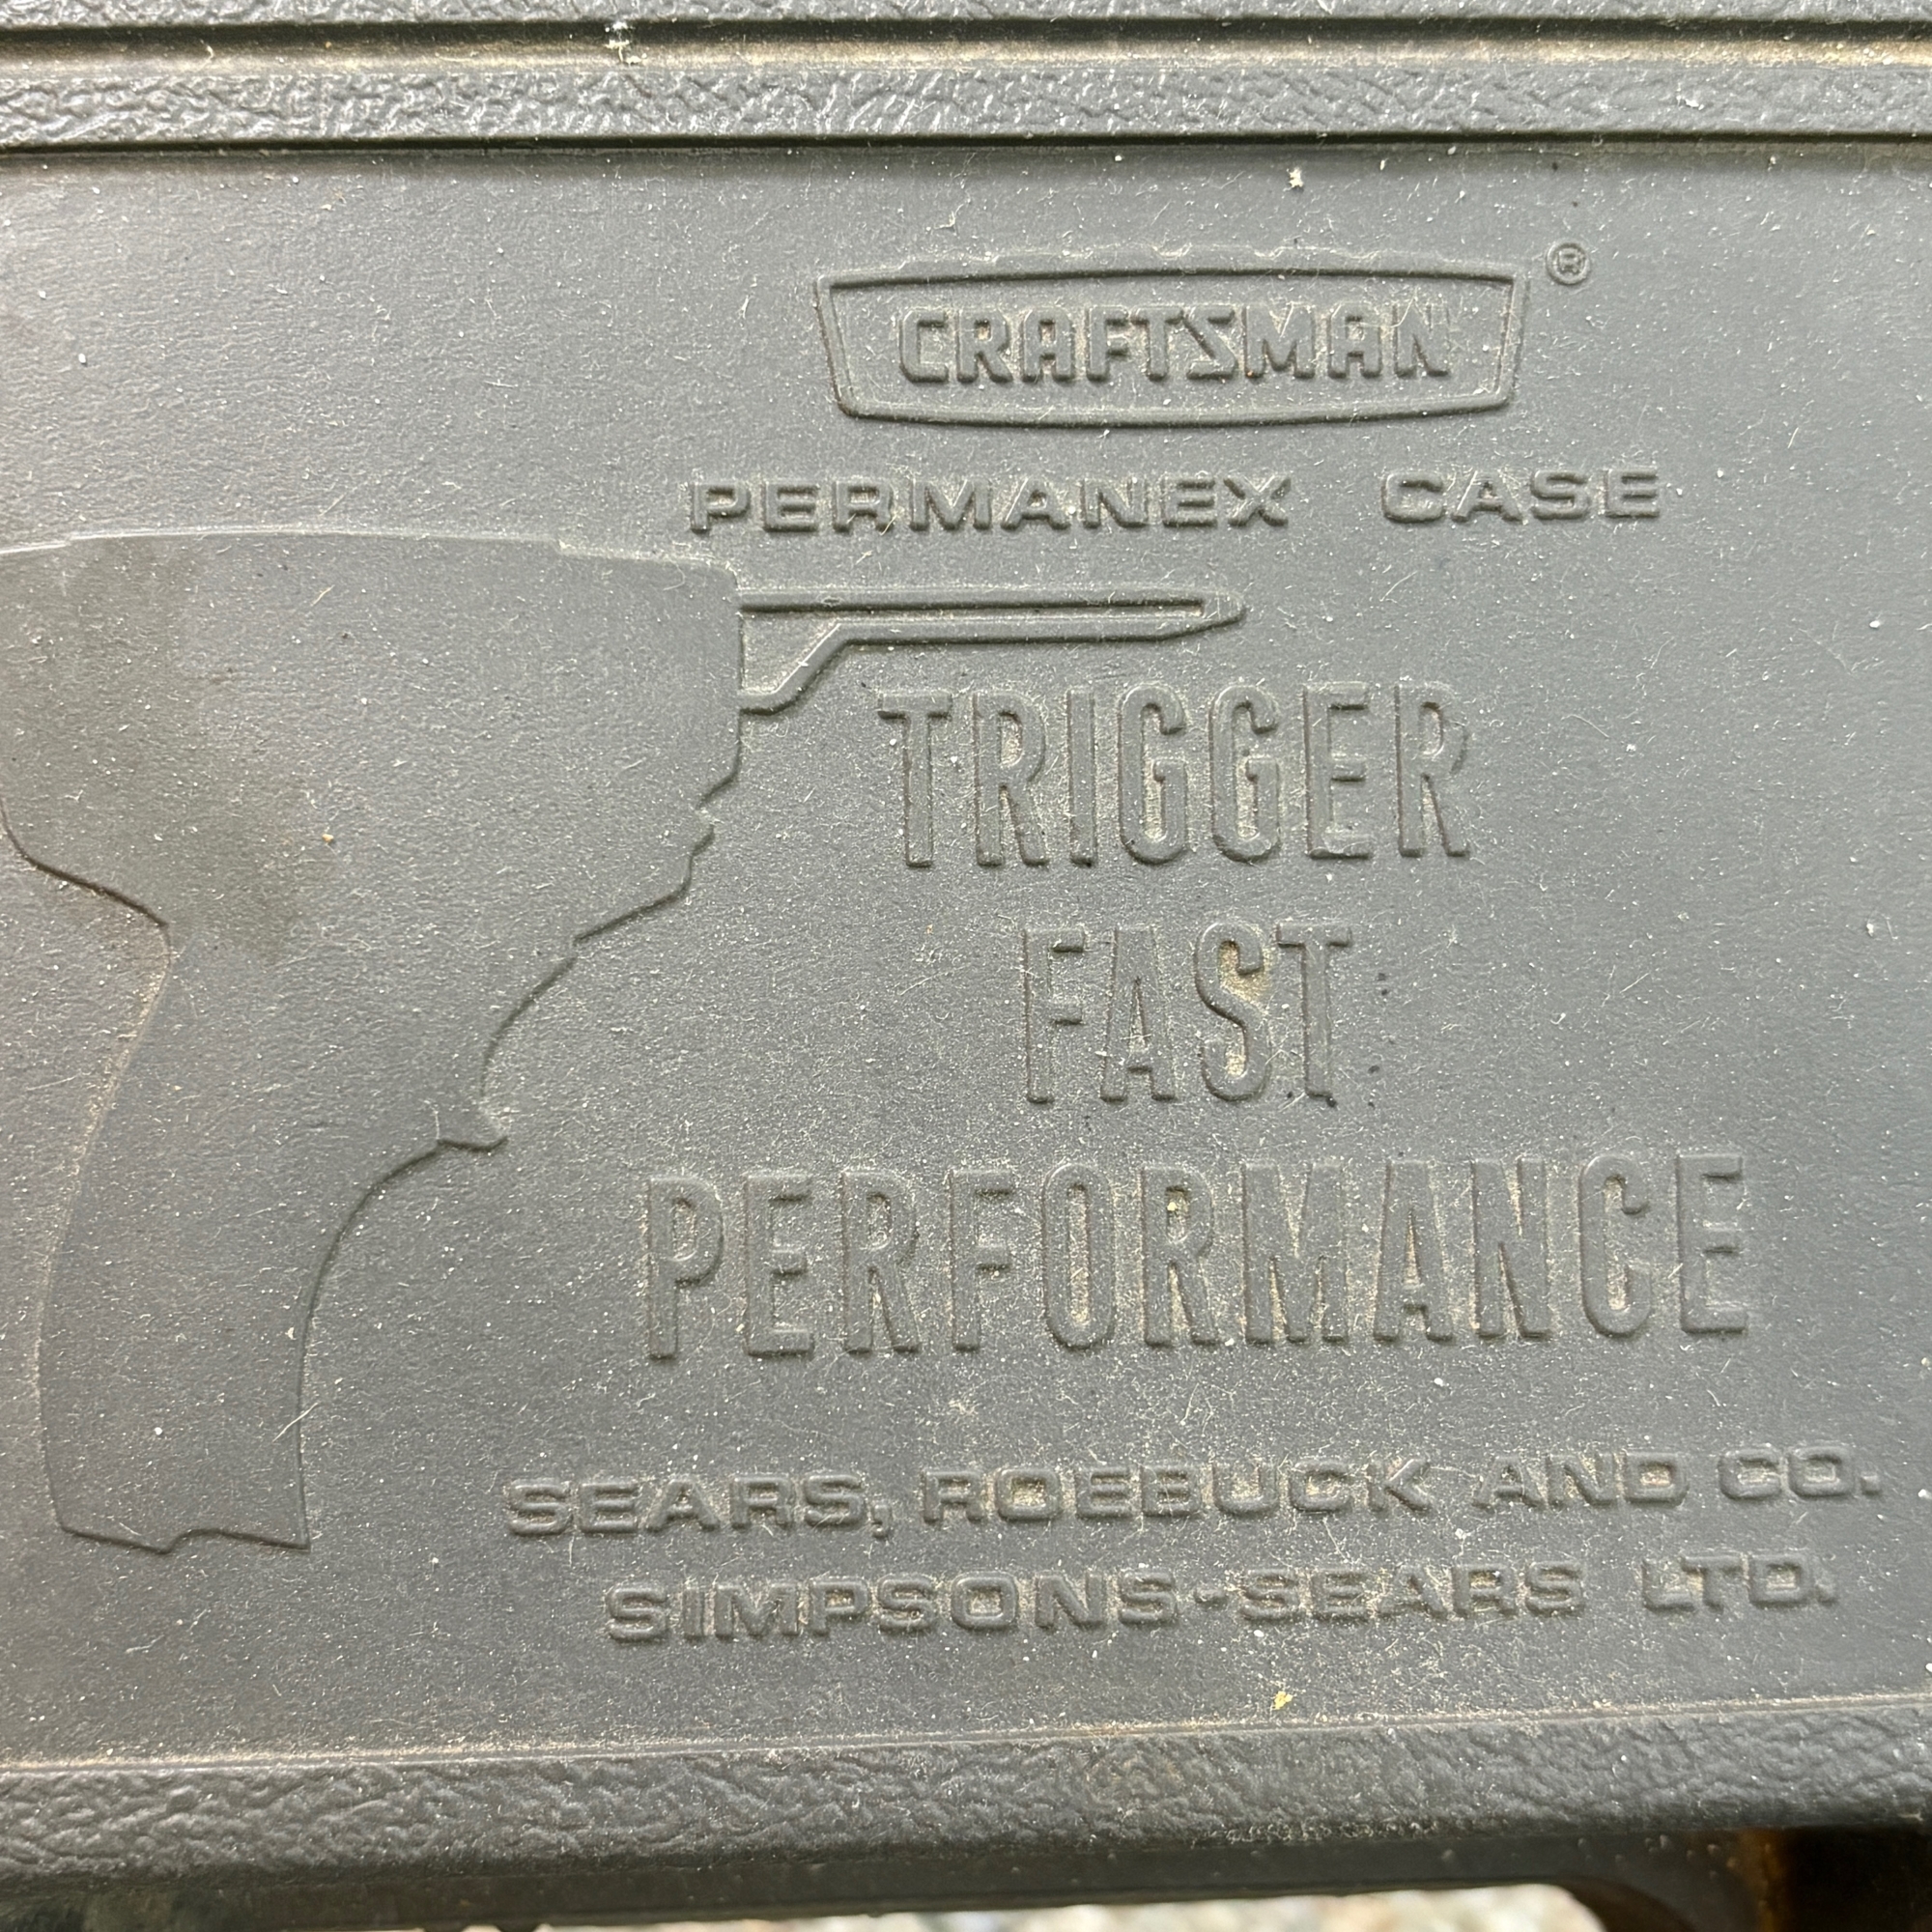 CRAFTSMAN ®
PERMANEX CASE
TRIGGER
FAST
PERFORMANCE
SEARS, ROEBUCK AND CO.
SIMPSONS-SEARS LTD.